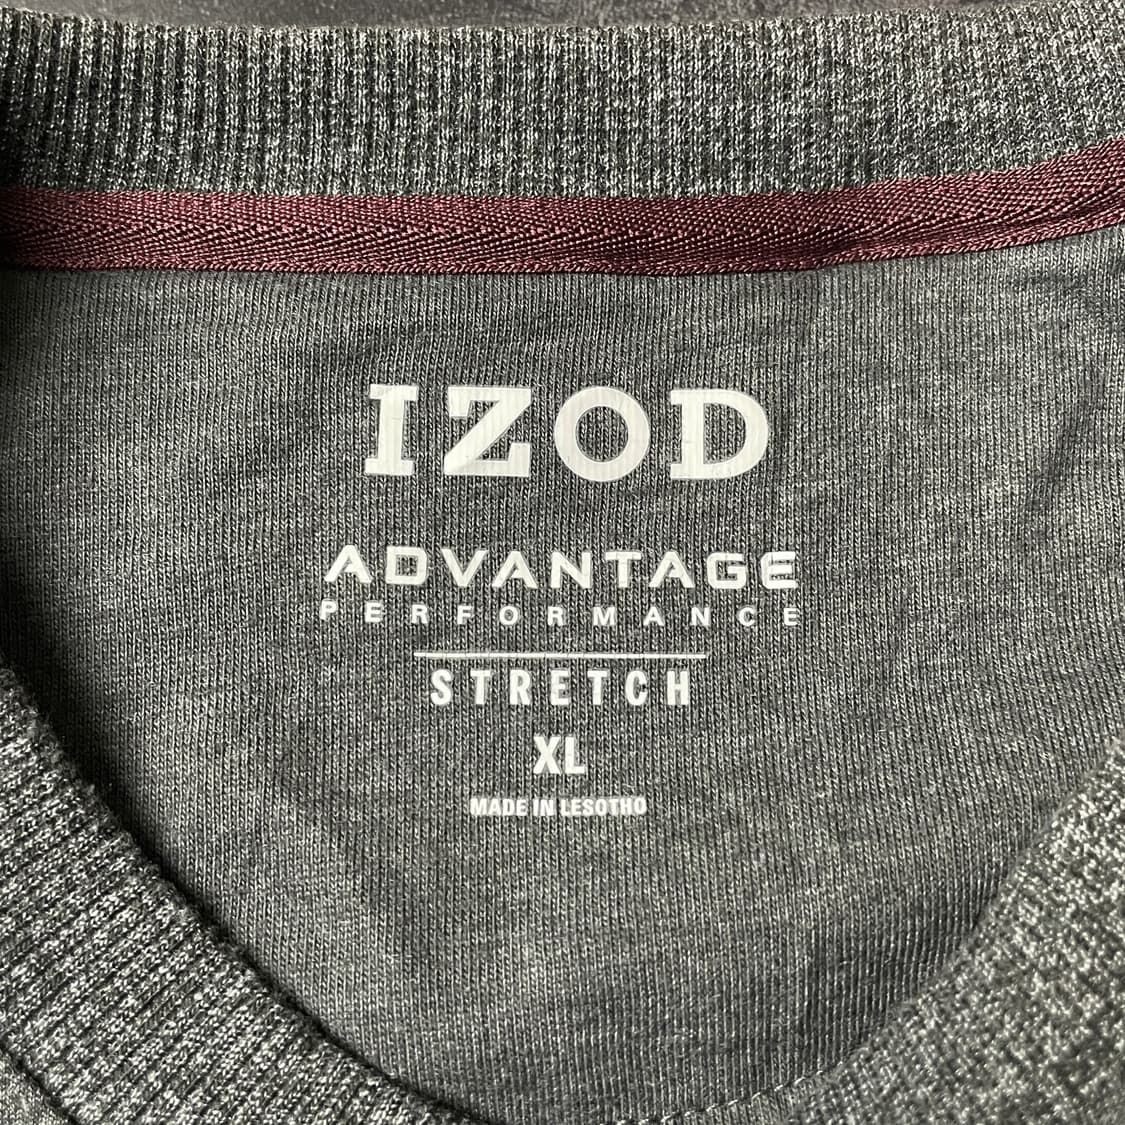 IZOD
ADVANTAGE
PERFORMANCE
STRETCH
XL
MADE IN LESOTHO